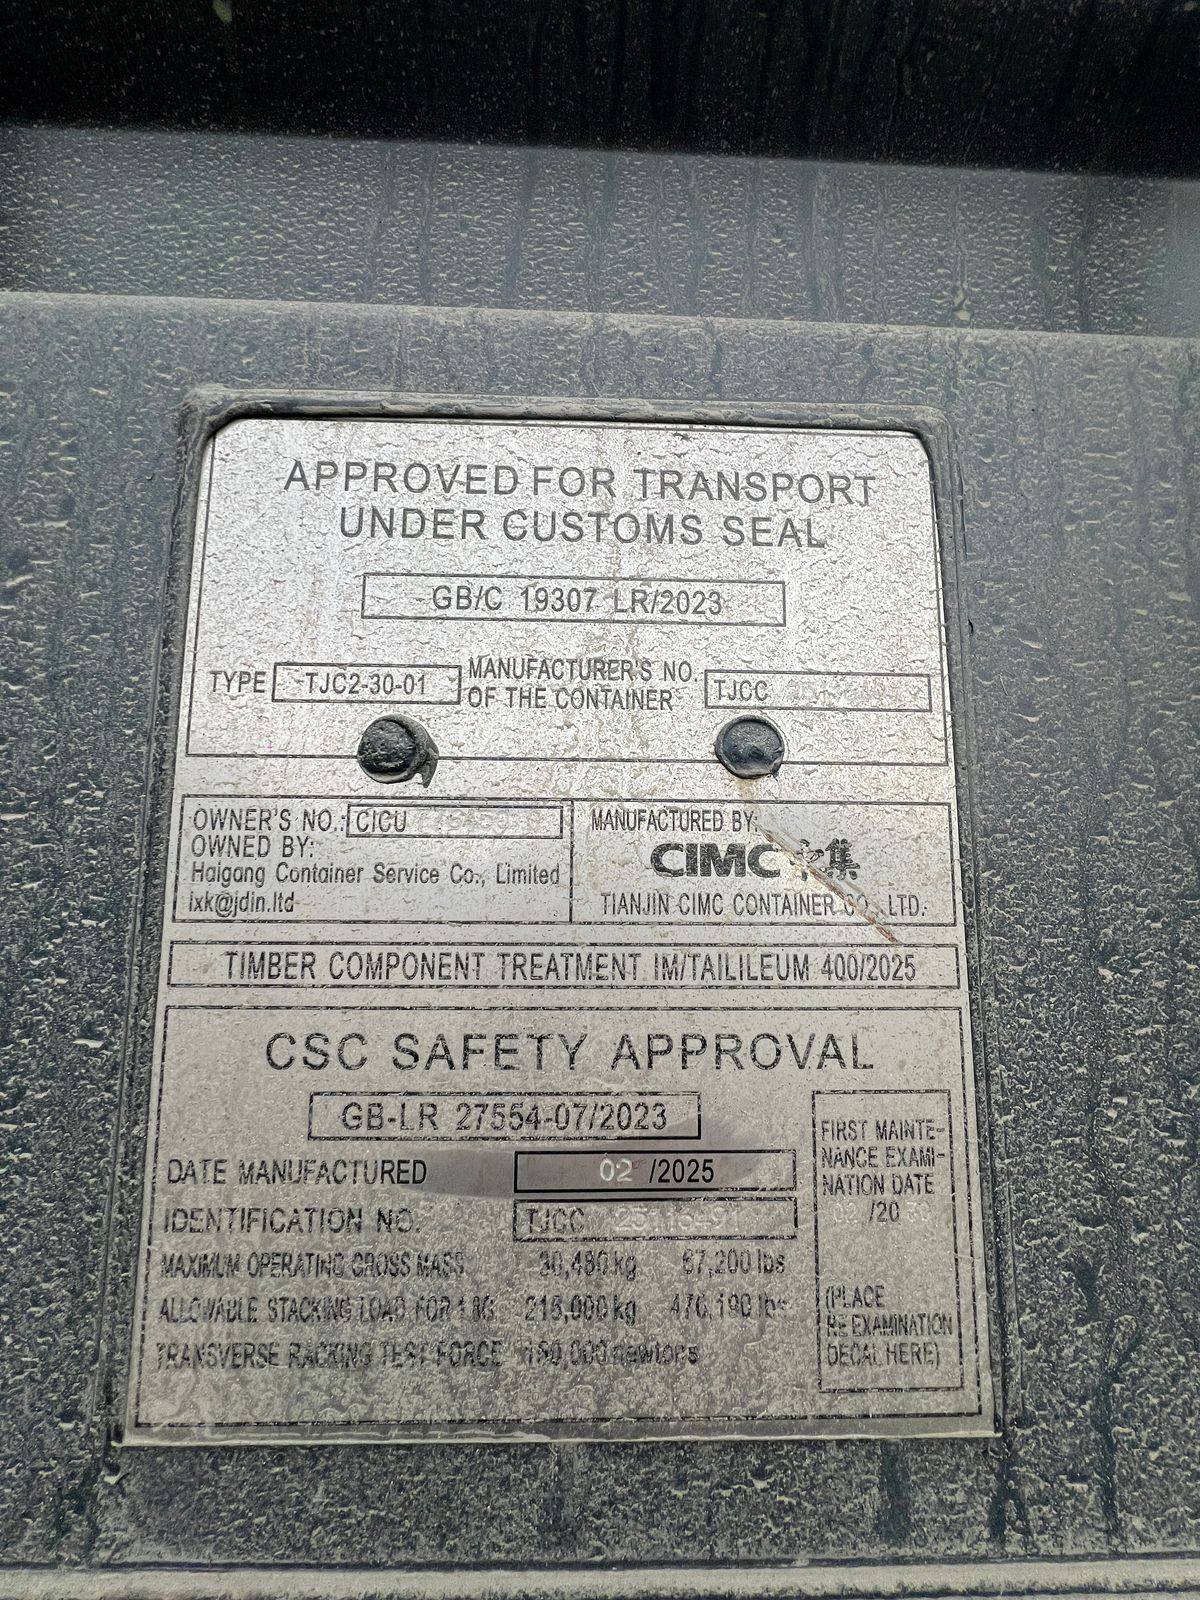 APPROVED FOR TRANSPORT
UNDER CUSTOMS SEAL
GB/C 19307 LR/2023
TYPE TJC2-30-01 MANUFACTURER'S NO. OF THE CONTAINER TJCC
OWNER'S NO.: CICU
OWNED BY:
Haigang Container Service Co., Limited
lxk@jdin.ltd
MANUFACTURED BY:
CIMC 中集
TIANJIN CIMC CONTAINER CO., LTD.
TIMBER COMPONENT TREATMENT IM/TAILILEUM 400/2025
CSC SAFETY APPROVAL
GB-LR 27554-07/2023
DATE MANUFACTURED 02 /2025
IDENTIFICATION NO. TJCC
MAXIMUM OPERATING GROSS MASS 30,480 kg 67,200 lbs
ALLOWABLE STACKING LOAD FOR 1.8G 216,000 kg 476,190 lbs
TRANSVERSE RACKING TEST FORCE 150,000 newtons
FIRST MAINTE-
NANCE EXAMI-
NATION DATE
/20
(PLACE
RE EXAMINATION
DECAL HERE)